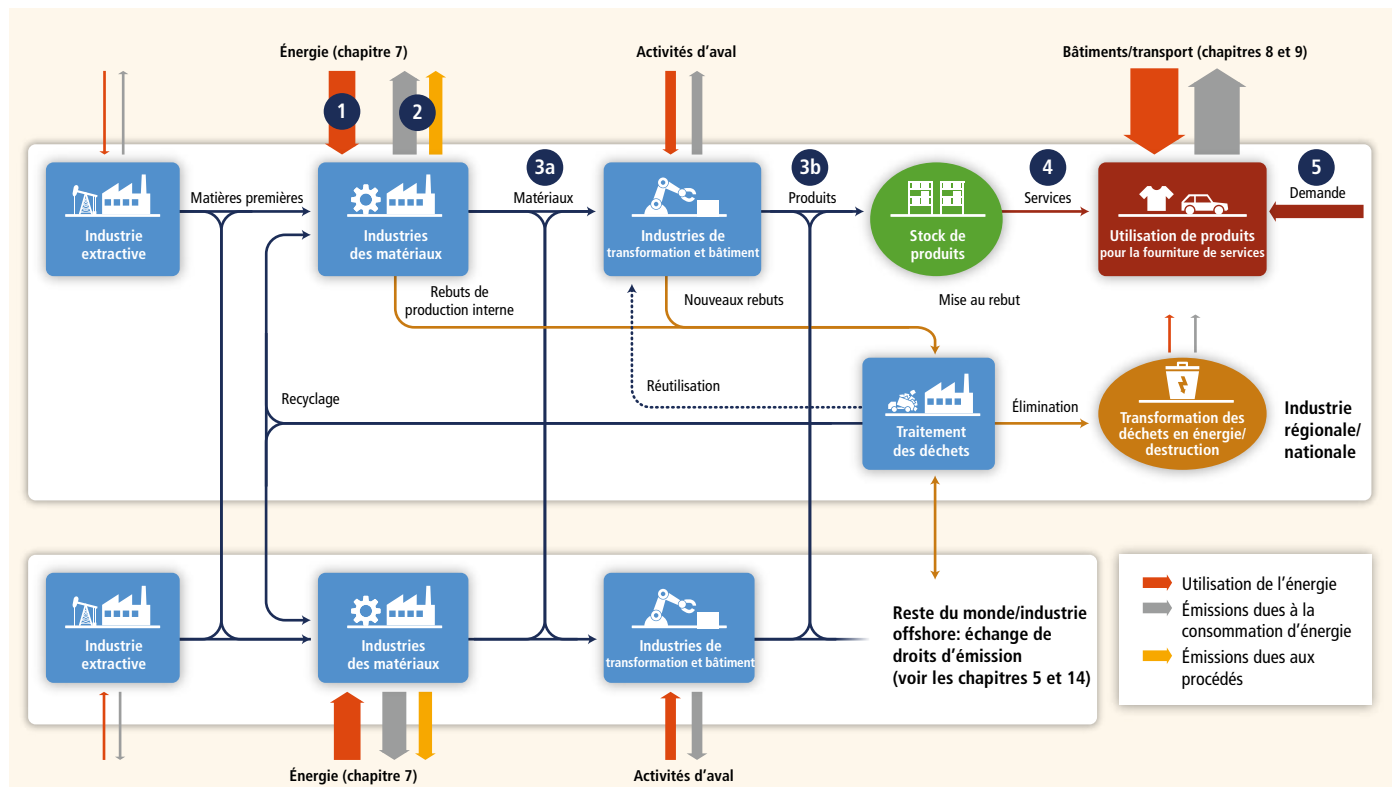 Énergie (chapitre 7)
Activités d'aval
Bâtiments/transport (chapitres 8 et 9)
1
2
3a
3b
4
5
Industrie
extractive
Matières premières
Industries
des matériaux
Matériaux
Industries de
transformation et bâtiment
Produits
Stock de
produits
Services
Utilisation de produits
pour la fourniture de services
Demande
Rebuts de
production interne
Nouveaux rebuts
Mise au rebut
Recyclage
Réutilisation
Traitement
des déchets
Élimination
Transformation des
déchets en énergie/
destruction
Industrie
régionale/
nationale
Industrie
extractive
Industries
des matériaux
Industries de
transformation et bâtiment
Reste du monde/industrie
offshore: échange de
droits d'émission
(voir les chapitres 5 et 14)
Utilisation de l'énergie
Émissions dues à la
consommation d'énergie
Émissions dues aux
procédés
Énergie (chapitre 7)
Activités d'aval